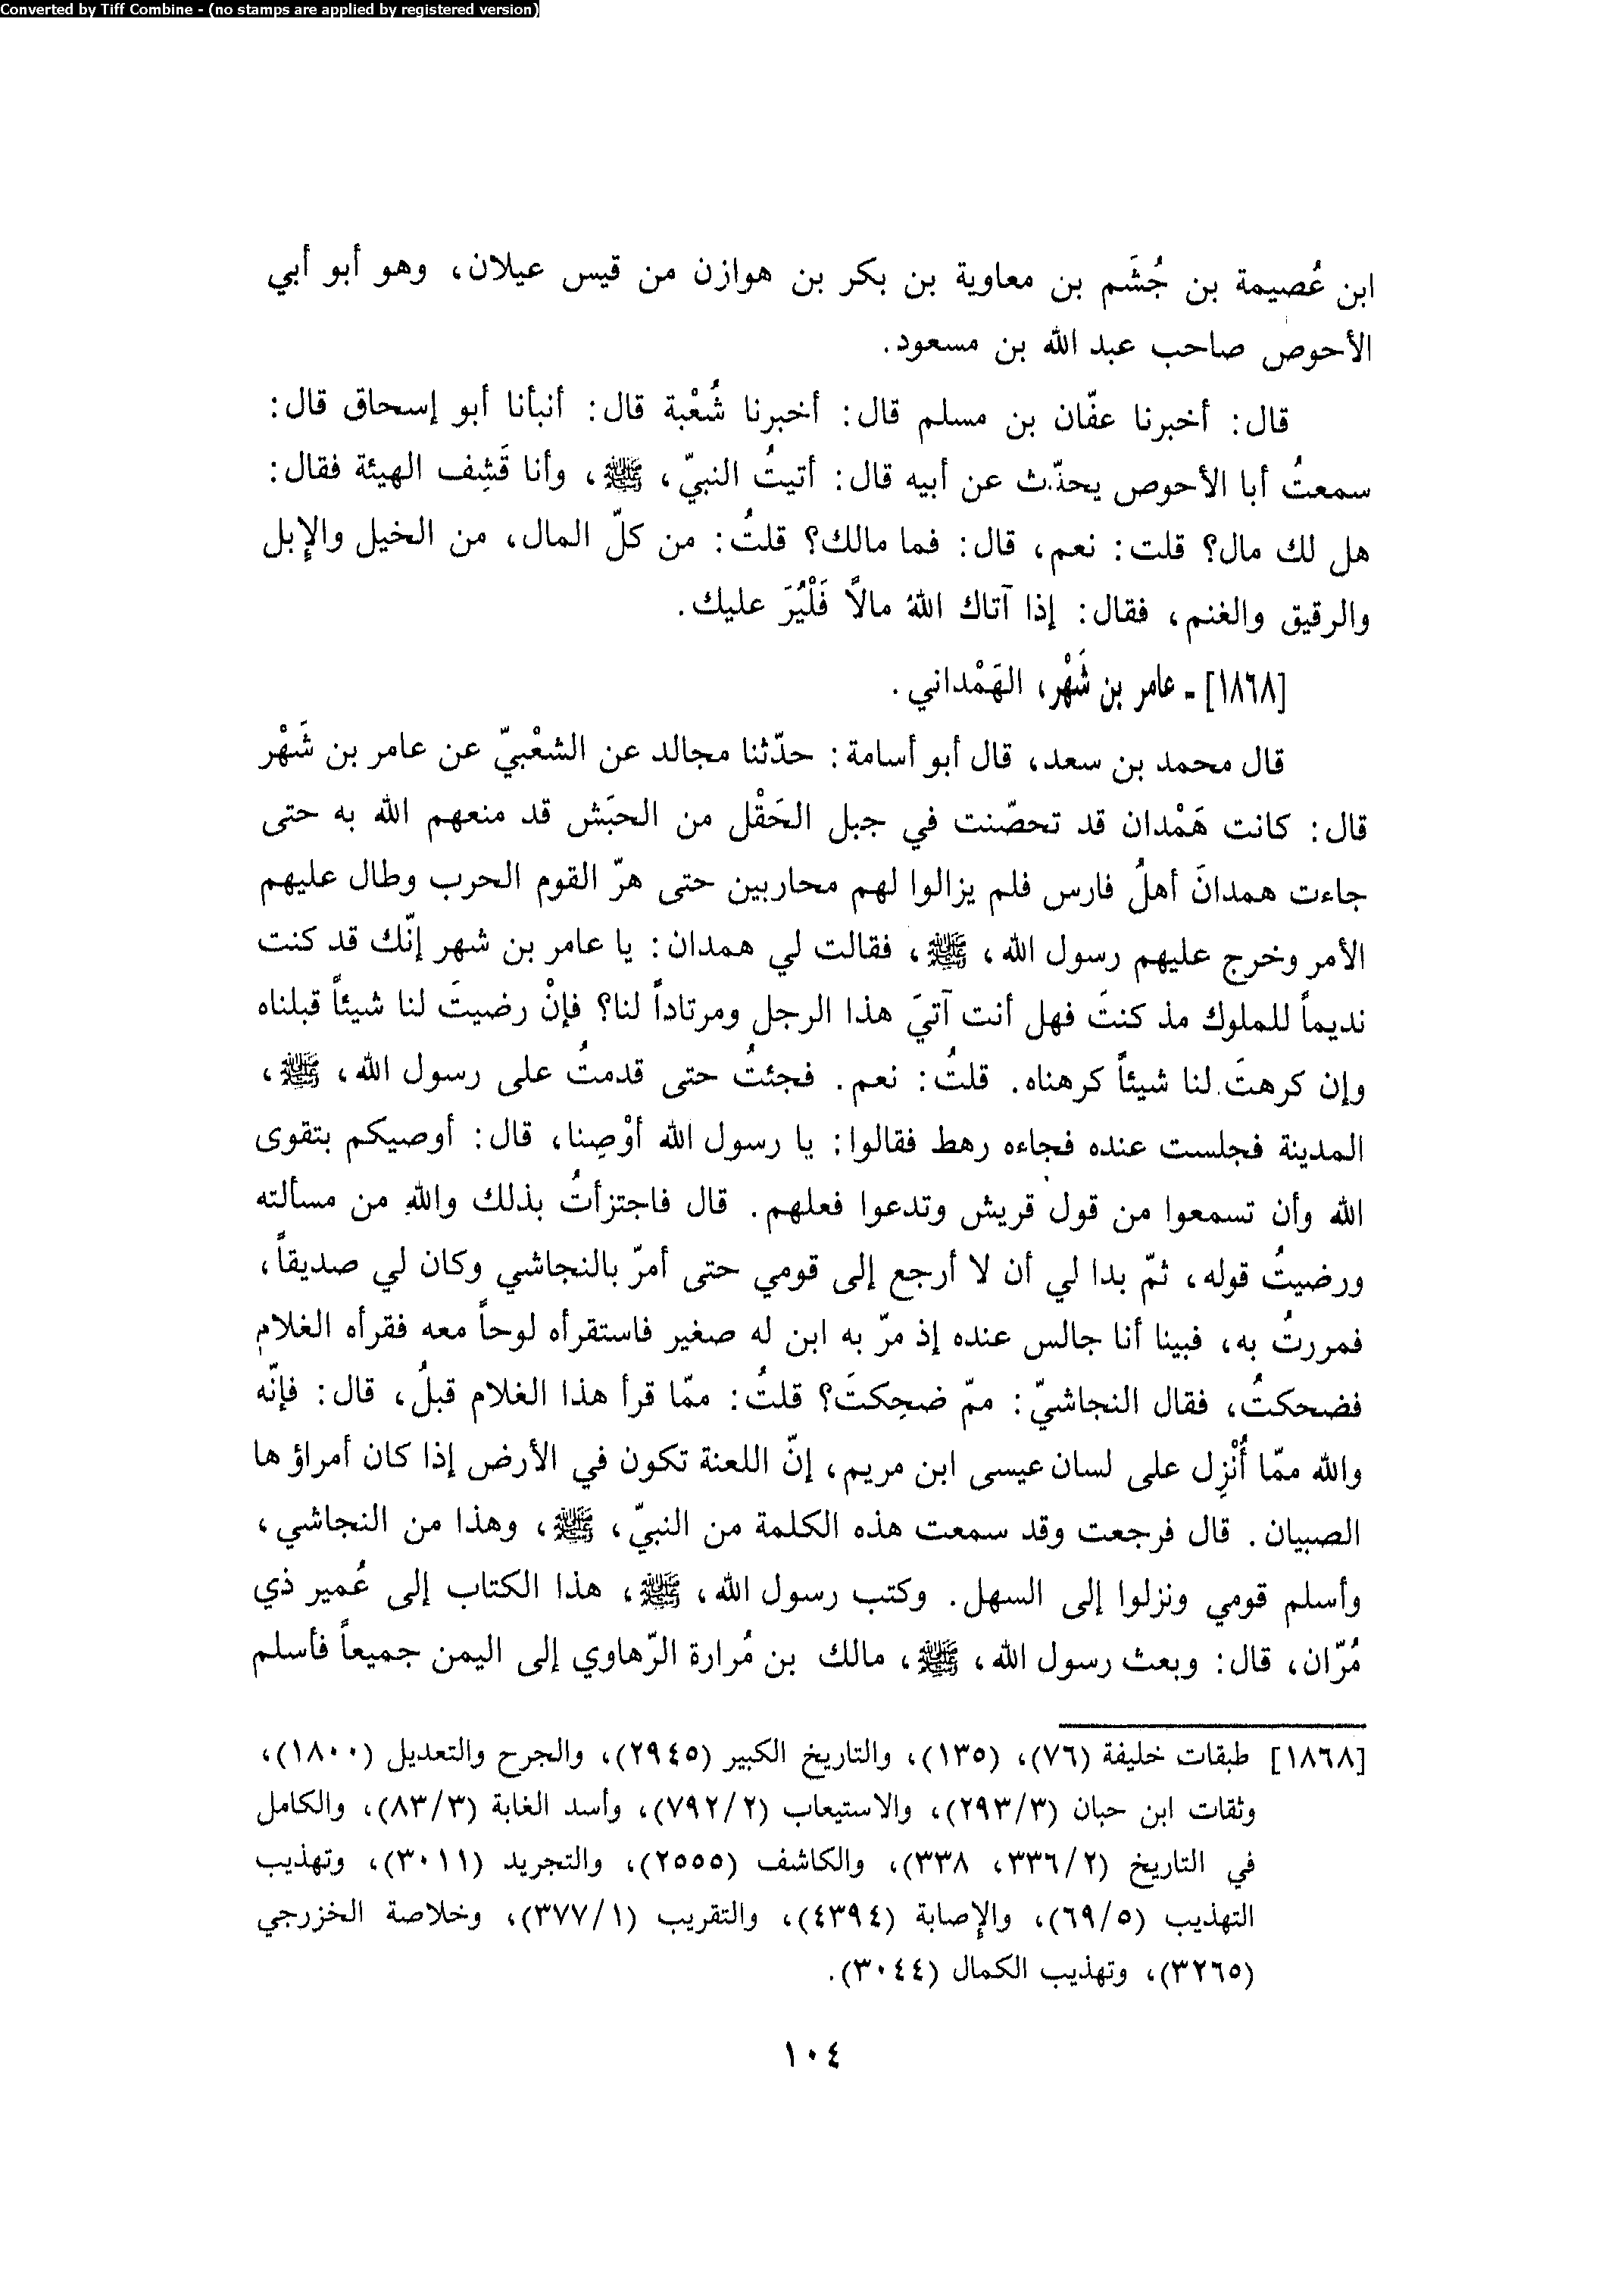 Converted by Tiff Combine - (no stamps are applied by registered version)
ابن عُصيمة بن جُشَم بن معاوية بن بكر بن هوازن من قيس عيلان، وهو أبو أبي
الأحوص صاحب عبد الله بن مسعود.
قال: أخبرنا عفّان بن مسلم قال: أخبرنا شُعْبة قال: أنبأنا أبو إسحاق قال:
سمعتُ أبا الأحوص يحدّث عن أبيه قال: أتيتُ النبيّ، ﷺ، وأنا قَشِف الهيئة فقال:
هل لك مال؟ قلت: نعم، قال: فما مالك؟ قلتُ: من كلّ المال، من الخيل والإبل
والرقيق والغنم، فقال: إذا آتاك اللهُ مالاً فَلْيُرَ عليك.
[١٨٦٨] - عامر بن شَهْر، الهَمْداني.
قال محمد بن سعد، قال أبو أسامة: حدّثنا مجالد عن الشعْبيّ عن عامر بن شَهْر
قال: كانت هَمْدان قد تحصّنت في جبل الحَقْل من الحبَش قد منعهم الله به حتى
جاءت همدانَ أهلُ فارس فلم يزالوا لهم محاربين حتى هرّ القوم الحرب وطال عليهم
الأمر وخرج عليهم رسول الله، ﷺ، فقالت لي همدان: يا عامر بن شهر إنّك قد كنت
نديماً للملوك مذ كنتَ فهل أنت آتيَ هذا الرجل ومرتاداً لنا؟ فإنْ رضيتَ لنا شيئاً قبلناه
وإن كرهتَ لنا شيئاً كرهناه. قلتُ: نعم. فجئتُ حتى قدمتُ على رسول الله، ﷺ،
المدينة فجلست عنده فجاءه رهط فقالوا: يا رسول الله أوْصِنا، قال: أوصيكم بتقوى
الله وأن تسمعوا من قول قريش وتدعوا فعلهم. قال فاجتزأتُ بذلك واللهِ من مسألته
ورضيتُ قوله، ثمّ بدا لي أن لا أرجع إلى قومي حتى أمرّ بالنجاشي وكان لي صديقاً،
فمررتُ به، فبينا أنا جالس عنده إذ مرّ به ابن له صغير فاستقرأه لوحاً معه فقرأه الغلام
فضحكتُ، فقال النجاشيّ: ممّ ضحِكتَ؟ قلتُ: ممّا قرأ هذا الغلام قبلُ، قال: فإنّه
والله ممّا أُنْزِل على لسان عيسى ابن مريم، إنّ اللعنة تكون في الأرض إذا كان أمراؤها
الصبيان. قال فرجعت وقد سمعت هذه الكلمة من النبيّ، ﷺ، وهذا من النجاشي،
وأسلم قومي ونزلوا إلى السهل. وكتب رسول الله، ﷺ، هذا الكتاب إلى عُمير ذي
مُرّان، قال: وبعث رسول الله، ﷺ، مالك بن مُرارة الرّهاوي إلى اليمن جميعاً فأسلم
[١٨٦٨] طبقات خليفة (٧٦)، (١٣٥)، والتاريخ الكبير (٢٩٤٥)، والجرح والتعديل (١٨٠٠)،
وثقات ابن حبان (٢٩٣/٣)، والاستيعاب (٧٩٢/٢)، وأسد الغابة (٨٣/٣)، والكامل
في التاريخ (٣٣٦/٢، ٣٣٨)، والكاشف (٢٥٥٥)، والتجريد (٣٠١١)، وتهذيب
التهذيب (٦٩/٥)، والإصابة (٤٣٩٤)، والتقريب (٣٧٧/١)، وخلاصة الخزرجي
(٣٢٦٥)، وتهذيب الكمال (٣٠٤٤).
١٠٤